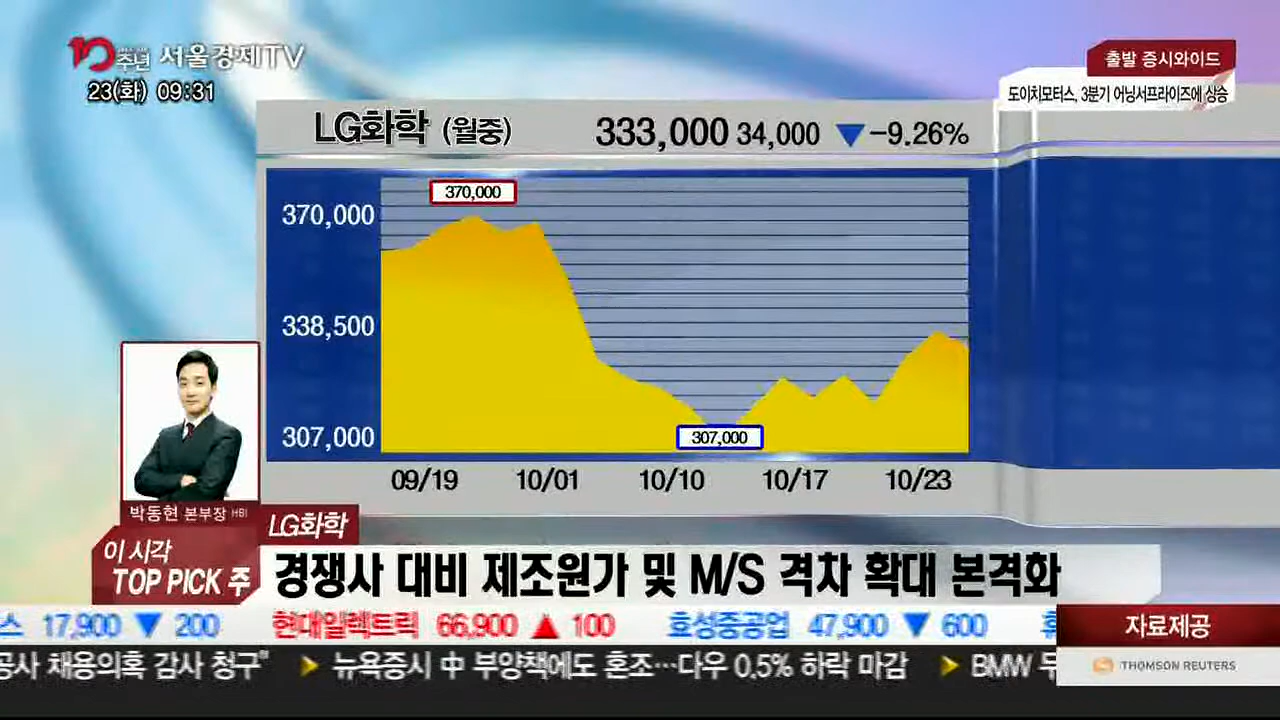 10주년 서울경제TV
23(화) 09:31
출발 증시와이드
도이치모터스, 3분기 어닝서프라이즈에 상승
LG화학 (월중) 333,000 34,000 ▼-9.26%
370,000
370,000
338,500
307,000
307,000
09/19 10/01 10/10 10/17 10/23
박동현 본부장 HBI
이 시각
TOP PICK 주
LG화학
경쟁사 대비 제조원가 및 M/S 격차 확대 본격화
스 17,900 ▼ 200 현대일렉트릭 66,900 ▲ 100 효성중공업 47,900 ▼ 600
자료제공
THOMSON REUTERS
공사 채용의혹 감사 청구" ▶ 뉴욕증시 中 부양책에도 혼조…다우 0.5% 하락 마감 ▶ BMW